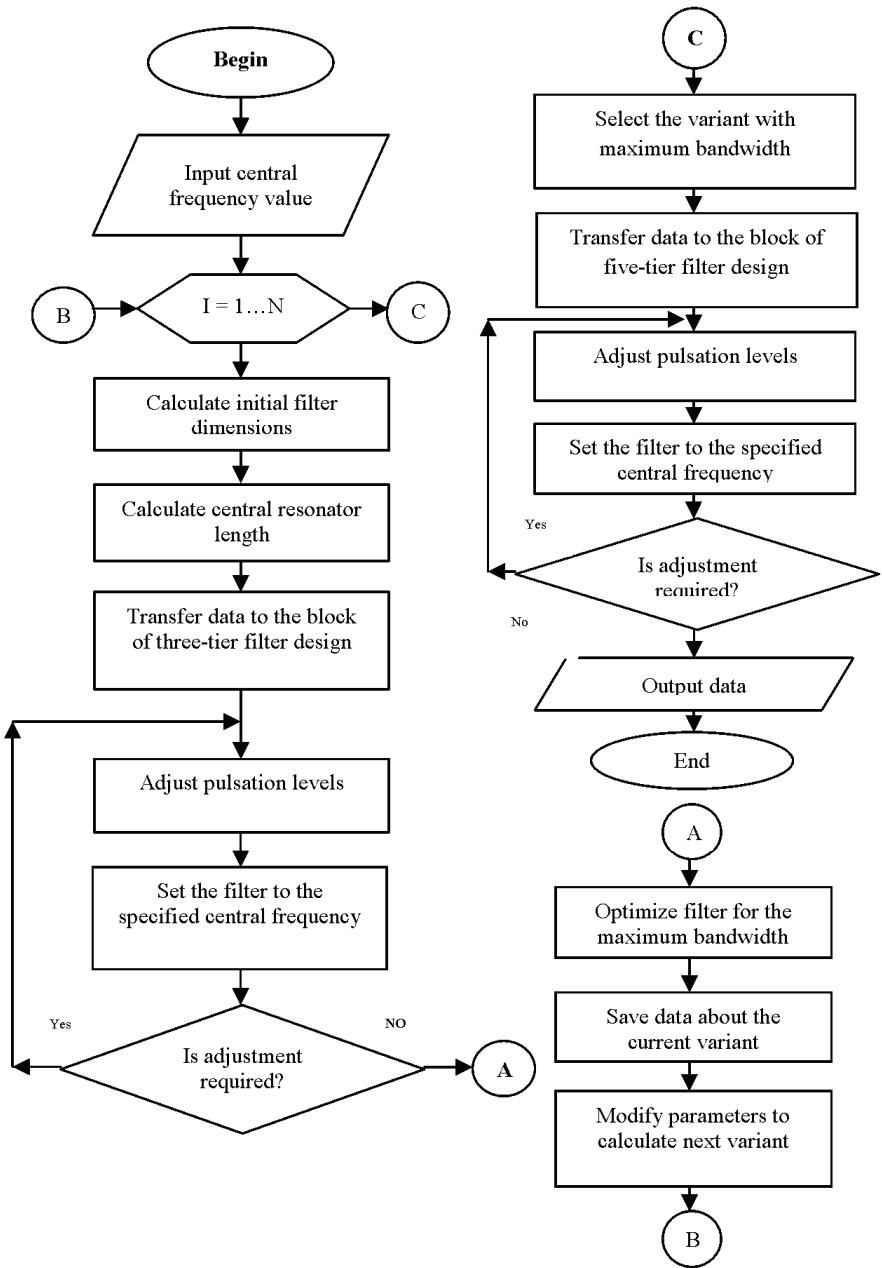 Begin
Input central
frequency value
B
I = 1…N
C
Calculate initial filter
dimensions
Calculate central resonator
length
Transfer data to the block
of three-tier filter design
Adjust pulsation levels
Set the filter to the
specified central frequency
Yes
NO
Is adjustment
required?
A
C
Select the variant with
maximum bandwidth
Transfer data to the block of
five-tier filter design
Adjust pulsation levels
Set the filter to the specified
central frequency
Yes
Is adjustment
required?
No
Output data
End
A
Optimize filter for the
maximum bandwidth
Save data about the
current variant
Modify parameters to
calculate next variant
B